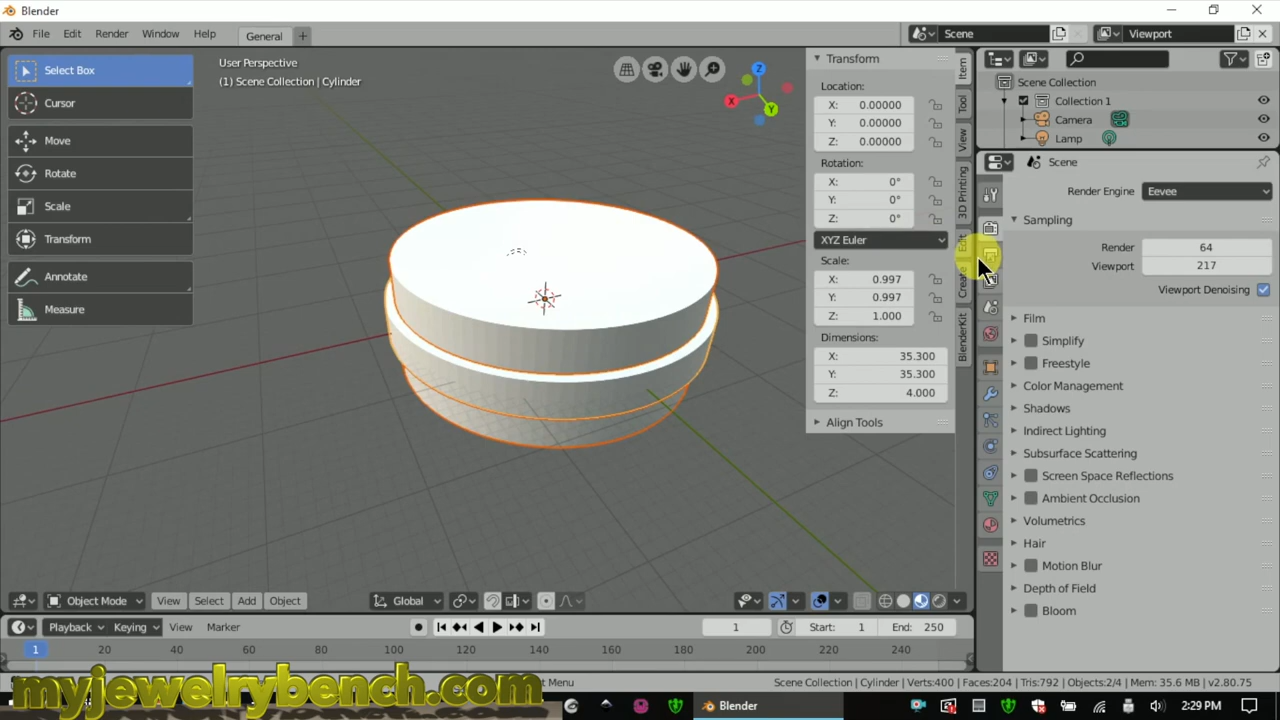 Blender
File Edit Render Window Help
General
Scene
Viewport
Select Box
Cursor
Move
Rotate
Scale
Transform
Annotate
Measure
User Perspective
(1) Scene Collection | Cylinder
Z
X
Y
Transform
Location:
X: 0.00000
Y: 0.00000
Z: 0.00000
Rotation:
X: 0°
Y: 0°
Z: 0°
XYZ Euler
Scale:
X: 0.997
Y: 0.997
Z: 1.000
Dimensions:
X: 35.300
Y: 35.300
Z: 4.000
Align Tools
Item
Tool
View
3D Printing
Edit
Create
BlenderKit
Scene Collection
Collection 1
Camera
Lamp
Scene
Render Engine Eevee
Sampling
Render 64
Viewport 217
Viewport Denoising
Film
Simplify
Freestyle
Color Management
Shadows
Indirect Lighting
Subsurface Scattering
Screen Space Reflections
Ambient Occlusion
Volumetrics
Hair
Motion Blur
Depth of Field
Bloom
Object Mode View Select Add Object Global
Playback Keying View Marker 1 Start: 1 End: 250
1 20 40 60 80 100 120 140 160 180 200 220 240
Menu
Scene Collection | Cylinder | Verts:400 | Faces:204 | Tris:792 | Objects:2/4 | Mem: 35.6 MB | v2.80.75
myjewelrybench.com
Blender
2:29 PM